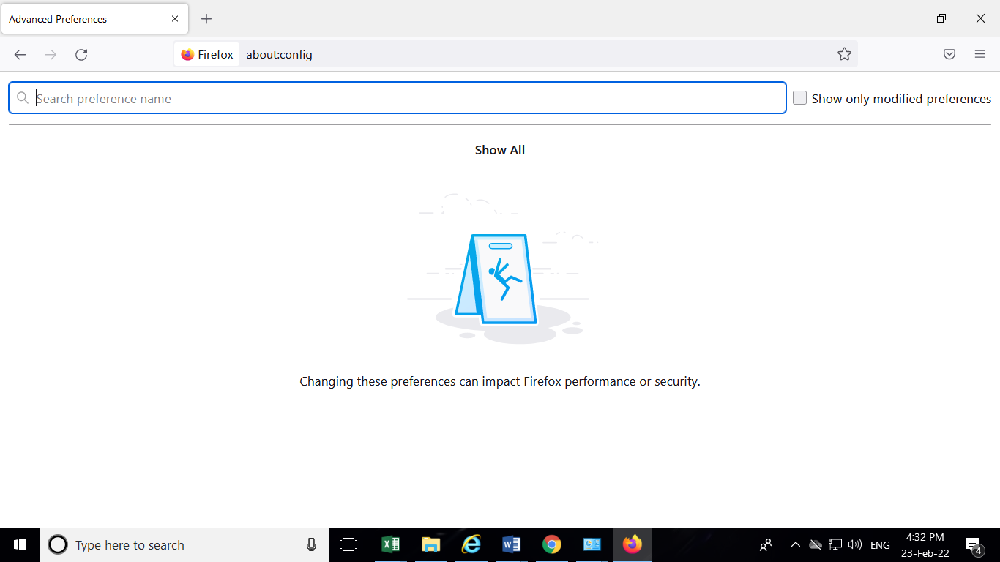 Advanced Preferences
Firefox about:config
Search preference name
Show only modified preferences
Show All
Changing these preferences can impact Firefox performance or security.
Type here to search
ENG
4:32 PM
23-Feb-22
4